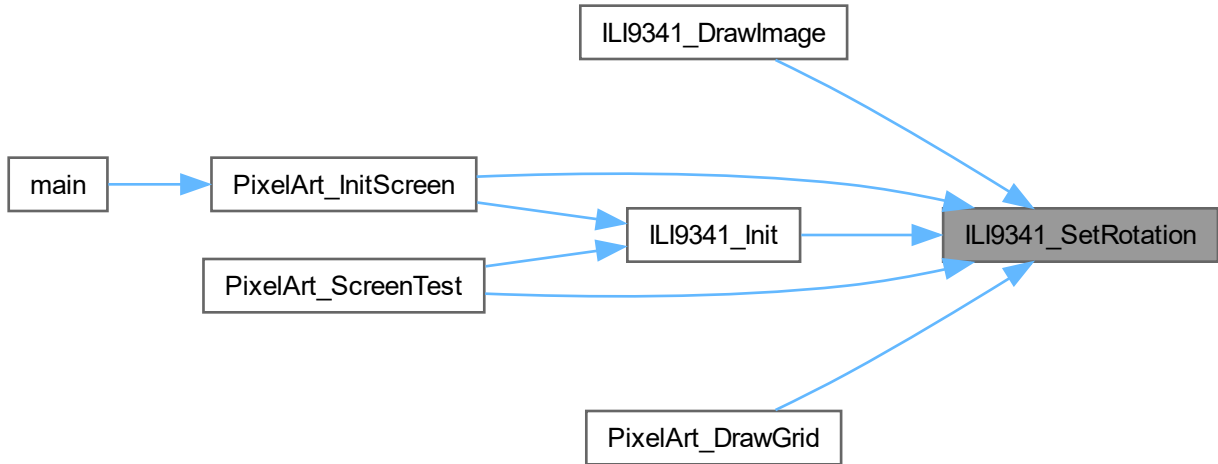 ILI9341_DrawImage
main
PixelArt_InitScreen
ILI9341_Init
ILI9341_SetRotation
PixelArt_ScreenTest
PixelArt_DrawGrid